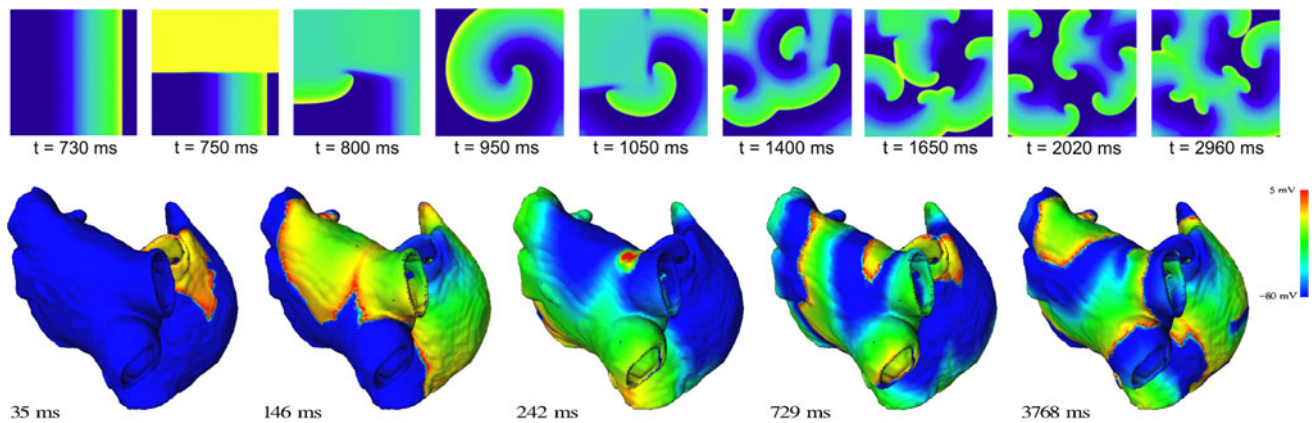 t = 730 ms
t = 750 ms
t = 800 ms
t = 950 ms
t = 1050 ms
t = 1400 ms
t = 1650 ms
t = 2020 ms
t = 2960 ms
5 mV
−80 mV
35 ms
146 ms
242 ms
729 ms
3768 ms